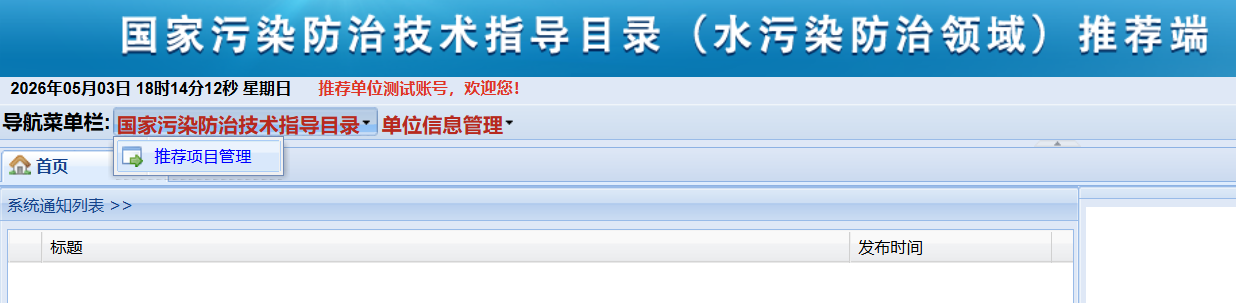 国家污染防治技术指导目录（水污染防治领域）推荐端
2026年05月03日 18时14分12秒 星期日 推荐单位测试账号，欢迎您！
导航菜单栏: 国家污染防治技术指导目录 单位信息管理
推荐项目管理
首页
系统通知列表 >>
标题 发布时间